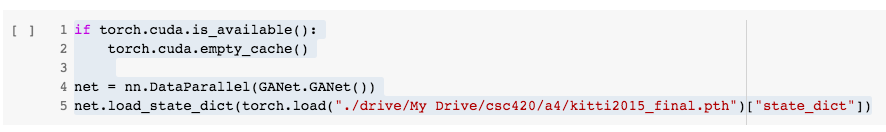 [ ] 1 if torch.cuda.is_available():
2     torch.cuda.empty_cache()
3
4 net = nn.DataParallel(GANet.GANet())
5 net.load_state_dict(torch.load("./drive/My Drive/csc420/a4/kitti2015_final.pth")["state_dict"])